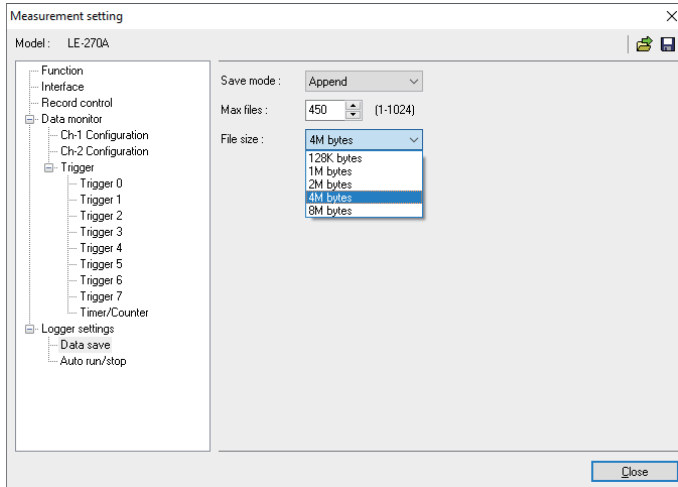 Measurement setting
Model : LE-270A
Function
Interface
Record control
Data monitor
Ch-1 Configuration
Ch-2 Configuration
Trigger
Trigger 0
Trigger 1
Trigger 2
Trigger 3
Trigger 4
Trigger 5
Trigger 6
Trigger 7
Timer/Counter
Logger settings
Data save
Auto run/stop
Save mode : Append
Max files : 450 (1-1024)
File size : 4M bytes
128K bytes
1M bytes
2M bytes
4M bytes
8M bytes
Close